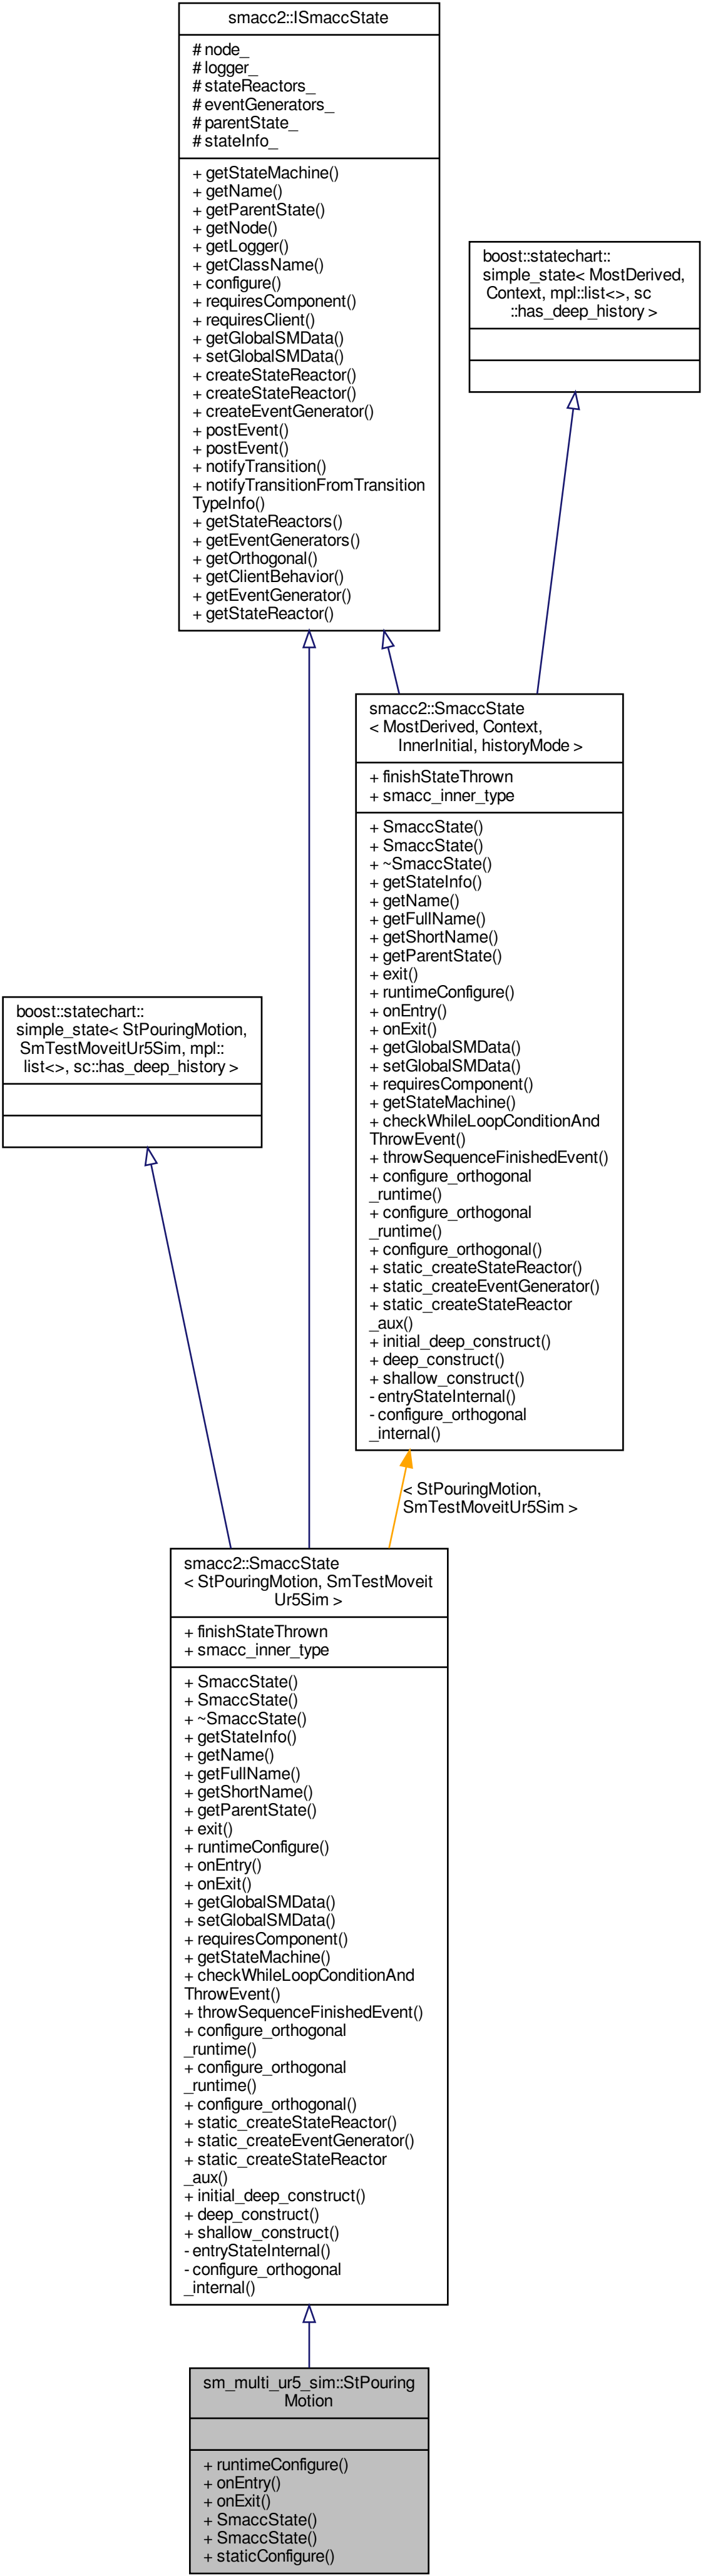 smacc2::ISmaccState
# node_
# logger_
# stateReactors_
# eventGenerators_
# parentState_
# stateInfo_
+ getStateMachine()
+ getName()
+ getParentState()
+ getNode()
+ getLogger()
+ getClassName()
+ configure()
+ requiresComponent()
+ requiresClient()
+ getGlobalSMData()
+ setGlobalSMData()
+ createStateReactor()
+ createStateReactor()
+ createEventGenerator()
+ postEvent()
+ postEvent()
+ notifyTransition()
+ notifyTransitionFromTransition
TypeInfo()
+ getStateReactors()
+ getEventGenerators()
+ getOrthogonal()
+ getClientBehavior()
+ getEventGenerator()
+ getStateReactor()
boost::statechart::
simple_state< MostDerived,
Context, mpl::list<>, sc
::has_deep_history >
smacc2::SmaccState
< MostDerived, Context,
InnerInitial, historyMode >
+ finishStateThrown
+ smacc_inner_type
+ SmaccState()
+ SmaccState()
+ ~SmaccState()
+ getStateInfo()
+ getName()
+ getFullName()
+ getShortName()
+ getParentState()
+ exit()
+ runtimeConfigure()
+ onEntry()
+ onExit()
+ getGlobalSMData()
+ setGlobalSMData()
+ requiresComponent()
+ getStateMachine()
+ checkWhileLoopConditionAnd
ThrowEvent()
+ throwSequenceFinishedEvent()
+ configure_orthogonal
_runtime()
+ configure_orthogonal
_runtime()
+ configure_orthogonal()
+ static_createStateReactor()
+ static_createEventGenerator()
+ static_createStateReactor
_aux()
+ initial_deep_construct()
+ deep_construct()
+ shallow_construct()
- entryStateInternal()
- configure_orthogonal
_internal()
boost::statechart::
simple_state< StPouringMotion,
SmTestMoveitUr5Sim, mpl::
list<>, sc::has_deep_history >
< StPouringMotion,
SmTestMoveitUr5Sim >
smacc2::SmaccState
< StPouringMotion, SmTestMoveit
Ur5Sim >
+ finishStateThrown
+ smacc_inner_type
+ SmaccState()
+ SmaccState()
+ ~SmaccState()
+ getStateInfo()
+ getName()
+ getFullName()
+ getShortName()
+ getParentState()
+ exit()
+ runtimeConfigure()
+ onEntry()
+ onExit()
+ getGlobalSMData()
+ setGlobalSMData()
+ requiresComponent()
+ getStateMachine()
+ checkWhileLoopConditionAnd
ThrowEvent()
+ throwSequenceFinishedEvent()
+ configure_orthogonal
_runtime()
+ configure_orthogonal
_runtime()
+ configure_orthogonal()
+ static_createStateReactor()
+ static_createEventGenerator()
+ static_createStateReactor
_aux()
+ initial_deep_construct()
+ deep_construct()
+ shallow_construct()
- entryStateInternal()
- configure_orthogonal
_internal()
sm_multi_ur5_sim::StPouring
Motion
+ runtimeConfigure()
+ onEntry()
+ onExit()
+ SmaccState()
+ SmaccState()
+ staticConfigure()